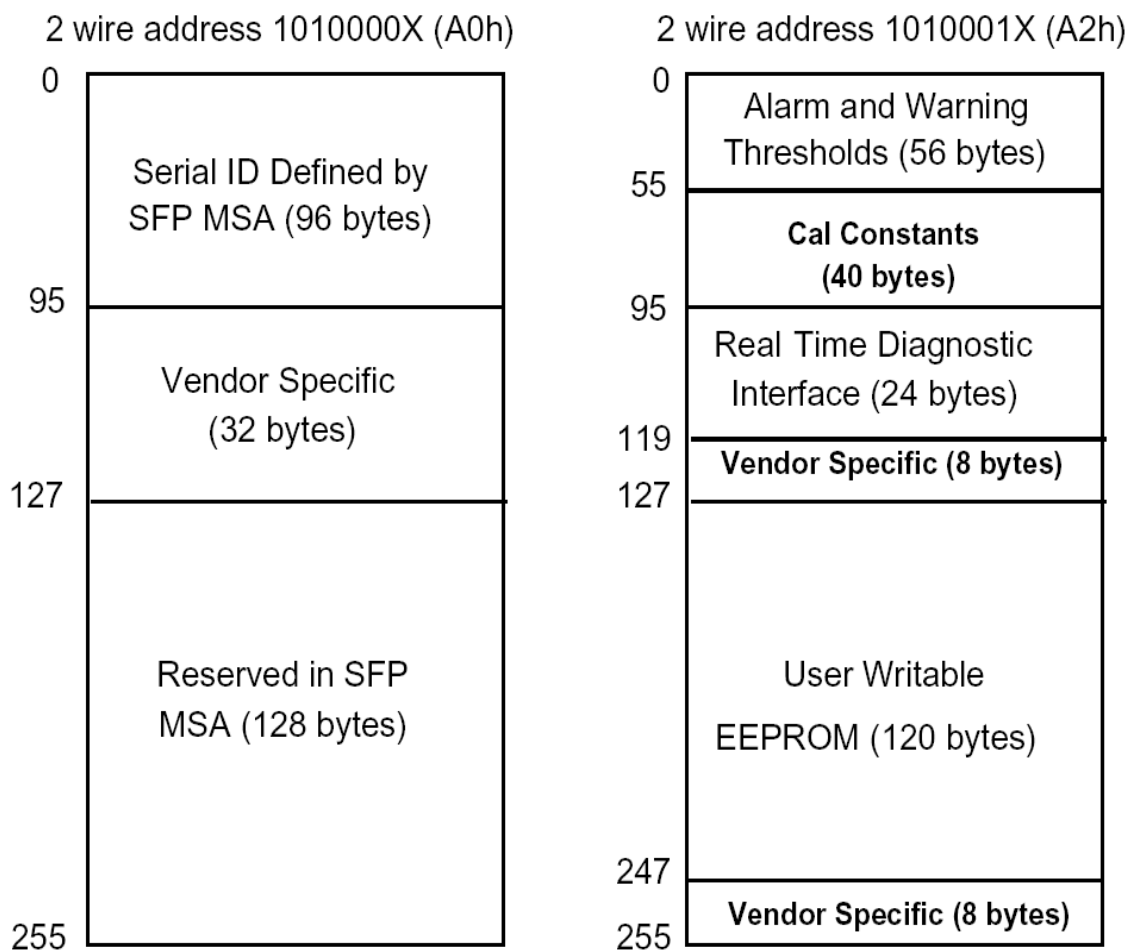 2 wire address 1010000X (A0h)
0
Serial ID Defined by
SFP MSA (96 bytes)
95
Vendor Specific
(32 bytes)
127
Reserved in SFP
MSA (128 bytes)
255
2 wire address 1010001X (A2h)
0
Alarm and Warning
Thresholds (56 bytes)
55
Cal Constants
(40 bytes)
95
Real Time Diagnostic
Interface (24 bytes)
119
Vendor Specific (8 bytes)
127
User Writable
EEPROM (120 bytes)
247
Vendor Specific (8 bytes)
255